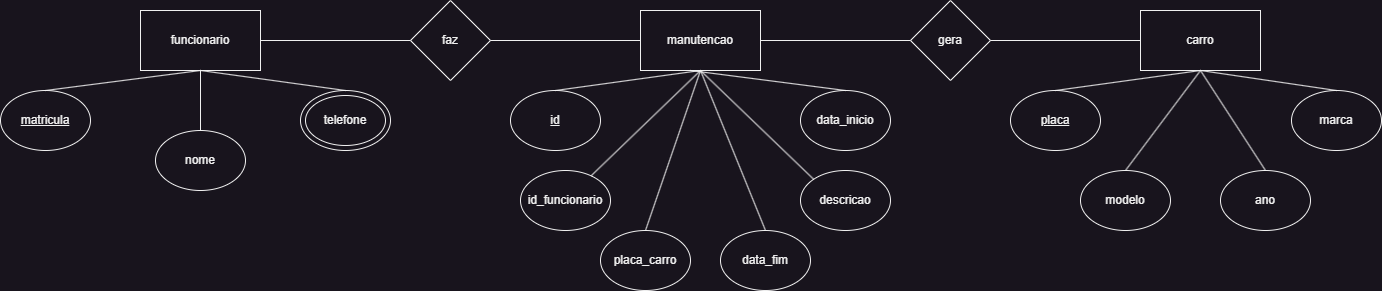 funcionario
faz
manutencao
gera
carro
matricula
nome
telefone
id
id_funcionario
placa_carro
data_fim
descricao
data_inicio
placa
modelo
ano
marca